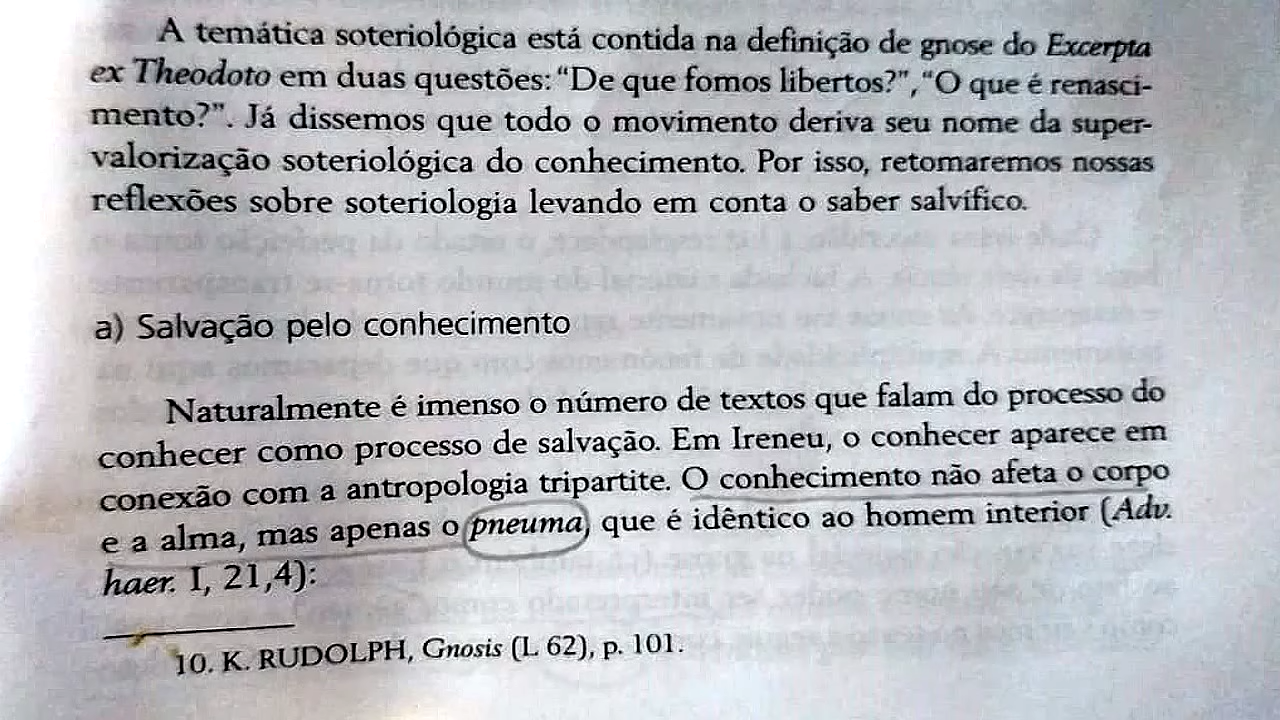 A temática soteriológica está contida na definição de gnose do Excerpta
ex Theodoto em duas questões: “De que fomos libertos?”, “O que é renasci-
mento?”. Já dissemos que todo o movimento deriva seu nome da super-
valorização soteriológica do conhecimento. Por isso, retomaremos nossas
reflexões sobre soteriologia levando em conta o saber salvífico.
a) Salvação pelo conhecimento
Naturalmente é imenso o número de textos que falam do processo do
conhecer como processo de salvação. Em Ireneu, o conhecer aparece em
conexão com a antropologia tripartite. O conhecimento não afeta o corpo
e a alma, mas apenas o pneuma, que é idêntico ao homem interior (Adv.
haer. I, 21,4):
10. K. RUDOLPH, Gnosis (L 62), p. 101.